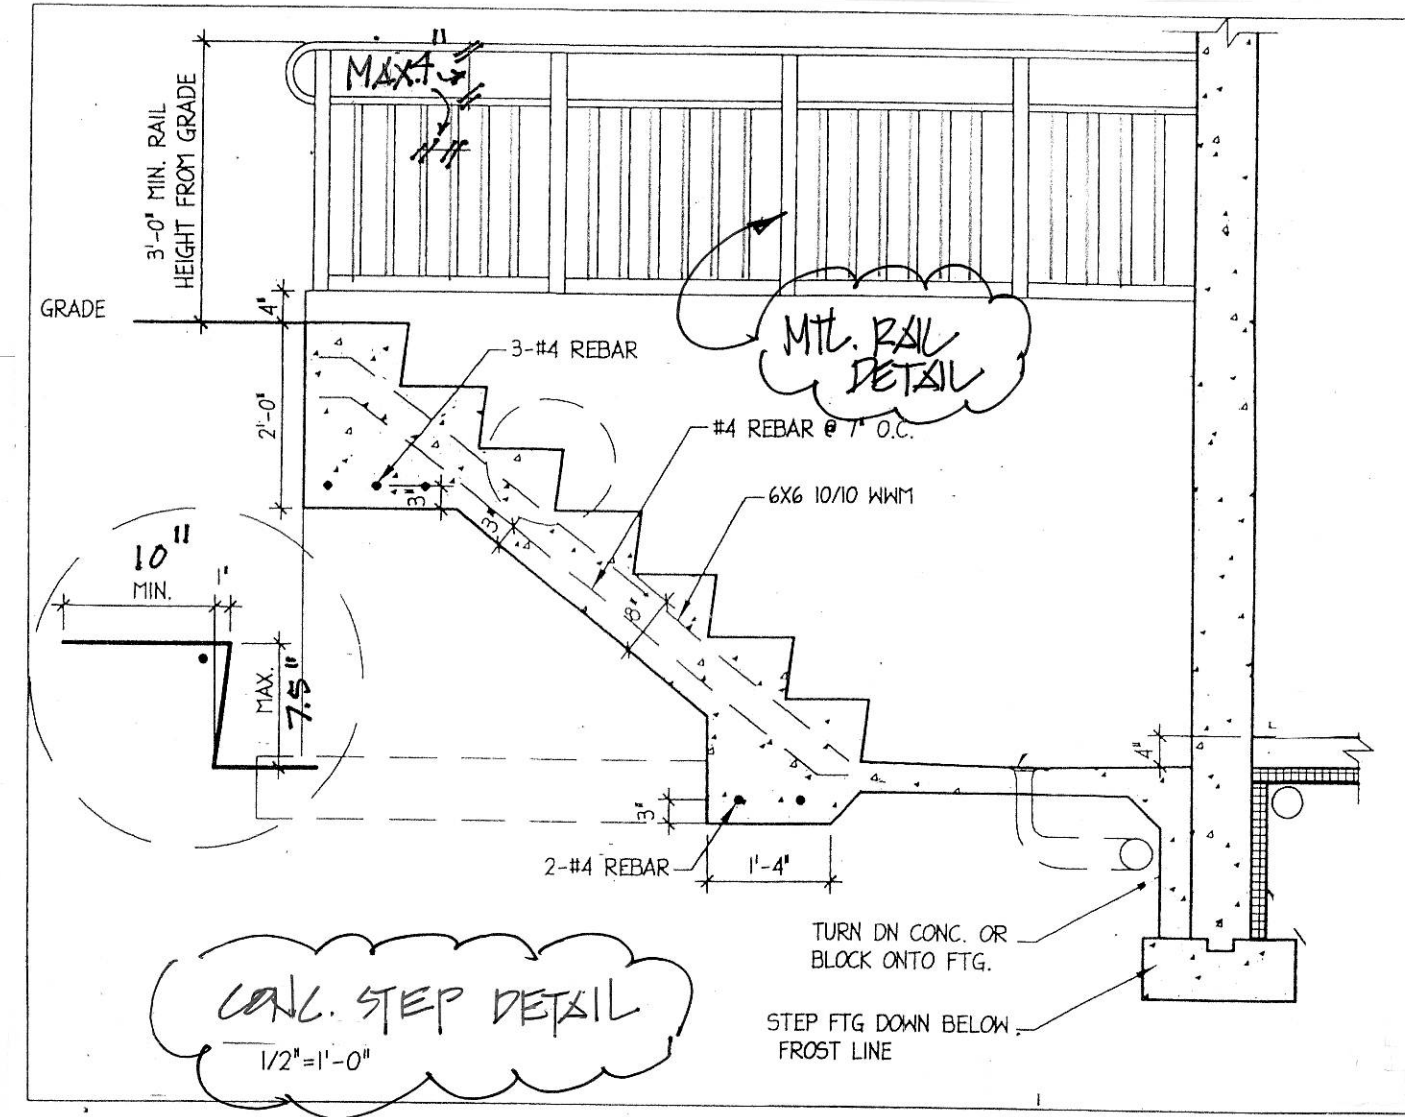 MAX.4"
3'-0" MIN. RAIL
HEIGHT FROM GRADE
GRADE
4"
2'-0"
3-#4 REBAR
MTL. RAIL
DETAIL
#4 REBAR @ 7" O.C.
6X6 10/10 WWM
3"
3"
8"
10"
MIN.
1"
MAX.
7.5"
4"
3"
2-#4 REBAR
1'-4"
TURN DN CONC. OR
BLOCK ONTO FTG.
STEP FTG DOWN BELOW
FROST LINE
CONC. STEP DETAIL
1/2"=1'-0"